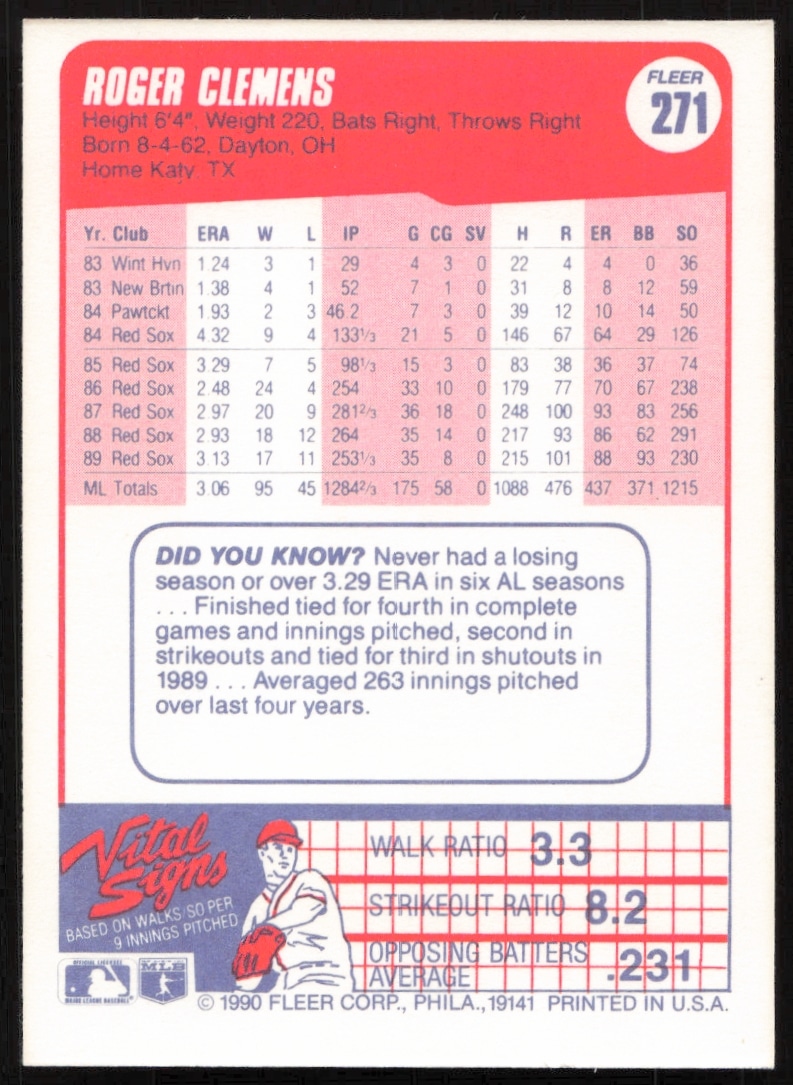 ROGER CLEMENS
FLEER
271
Height 6'4", Weight 220, Bats Right, Throws Right
Born 8-4-62, Dayton, OH
Home Katy, TX
Yr. Club ERA W L IP G CG SV H R ER BB SO
83 Wint Hvn 1.24 3 1 29 4 3 0 22 4 4 0 36
83 New Brtin 1.38 4 1 52 7 1 0 31 8 8 12 59
84 Pawtckt 1.93 2 3 46.2 7 3 0 39 12 10 14 50
84 Red Sox 4.32 9 4 133⅓ 21 5 0 146 67 64 29 126
85 Red Sox 3.29 7 5 98⅓ 15 3 0 83 38 36 37 74
86 Red Sox 2.48 24 4 254 33 10 0 179 77 70 67 238
87 Red Sox 2.97 20 9 281⅔ 36 18 0 248 100 93 83 256
88 Red Sox 2.93 18 12 264 35 14 0 217 93 86 62 291
89 Red Sox 3.13 17 11 253⅓ 35 8 0 215 101 88 93 230
ML Totals 3.06 95 45 1284⅔ 175 58 0 1088 476 437 371 1215
DID YOU KNOW? Never had a losing
season or over 3.29 ERA in six AL seasons
. . . Finished tied for fourth in complete
games and innings pitched, second in
strikeouts and tied for third in shutouts in
1989 . . . Averaged 263 innings pitched
over last four years.
Vital
Signs
BASED ON WALKS/SO PER
9 INNINGS PITCHED
WALK RATIO 3.3
STRIKEOUT RATIO 8.2
OPPOSING BATTERS
AVERAGE .231
OFFICIAL LICENSEE
MAJOR LEAGUE BASEBALL
MLB
© 1990 FLEER CORP., PHILA., 19141 PRINTED IN U.S.A.